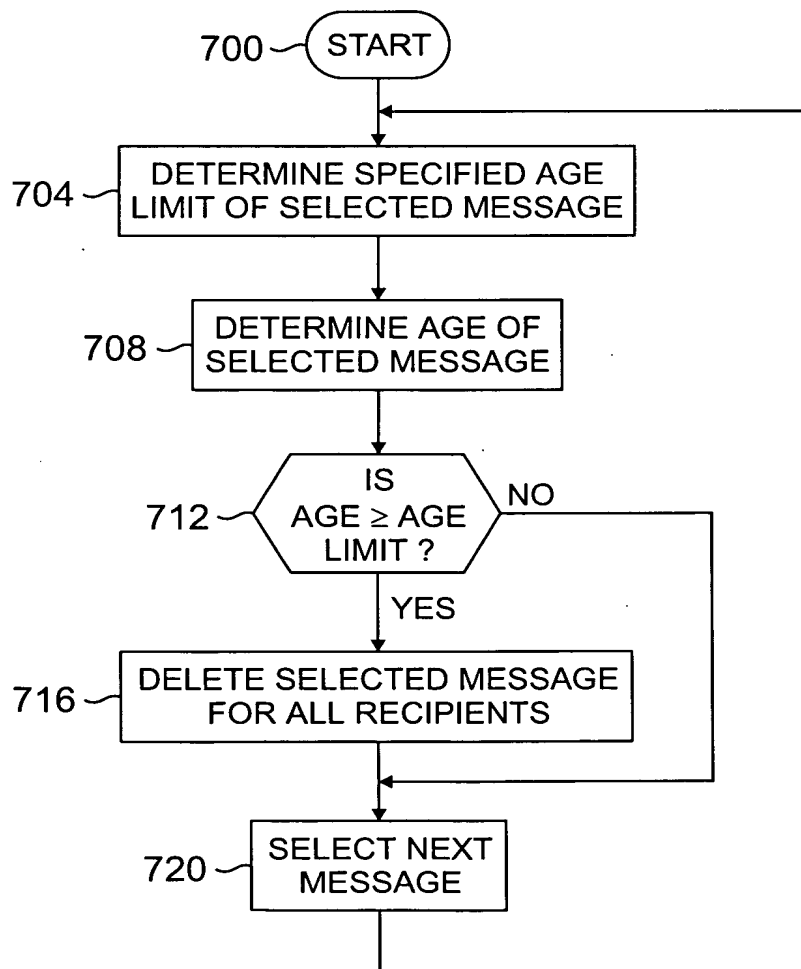 700
START
704
DETERMINE SPECIFIED AGE
LIMIT OF SELECTED MESSAGE
708
DETERMINE AGE OF
SELECTED MESSAGE
712
IS
AGE ≥ AGE
LIMIT ?
NO
YES
716
DELETE SELECTED MESSAGE
FOR ALL RECIPIENTS
720
SELECT NEXT
MESSAGE